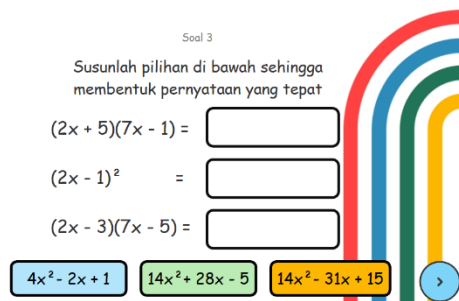 Soal 3
Susunlah pilihan di bawah sehingga
membentuk pernyataan yang tepat
(2x + 5)(7x - 1) =
(2x - 1)² =
(2x - 3)(7x - 5) =
4x² - 2x + 1 14x² + 28x - 5 14x² - 31x + 15 >